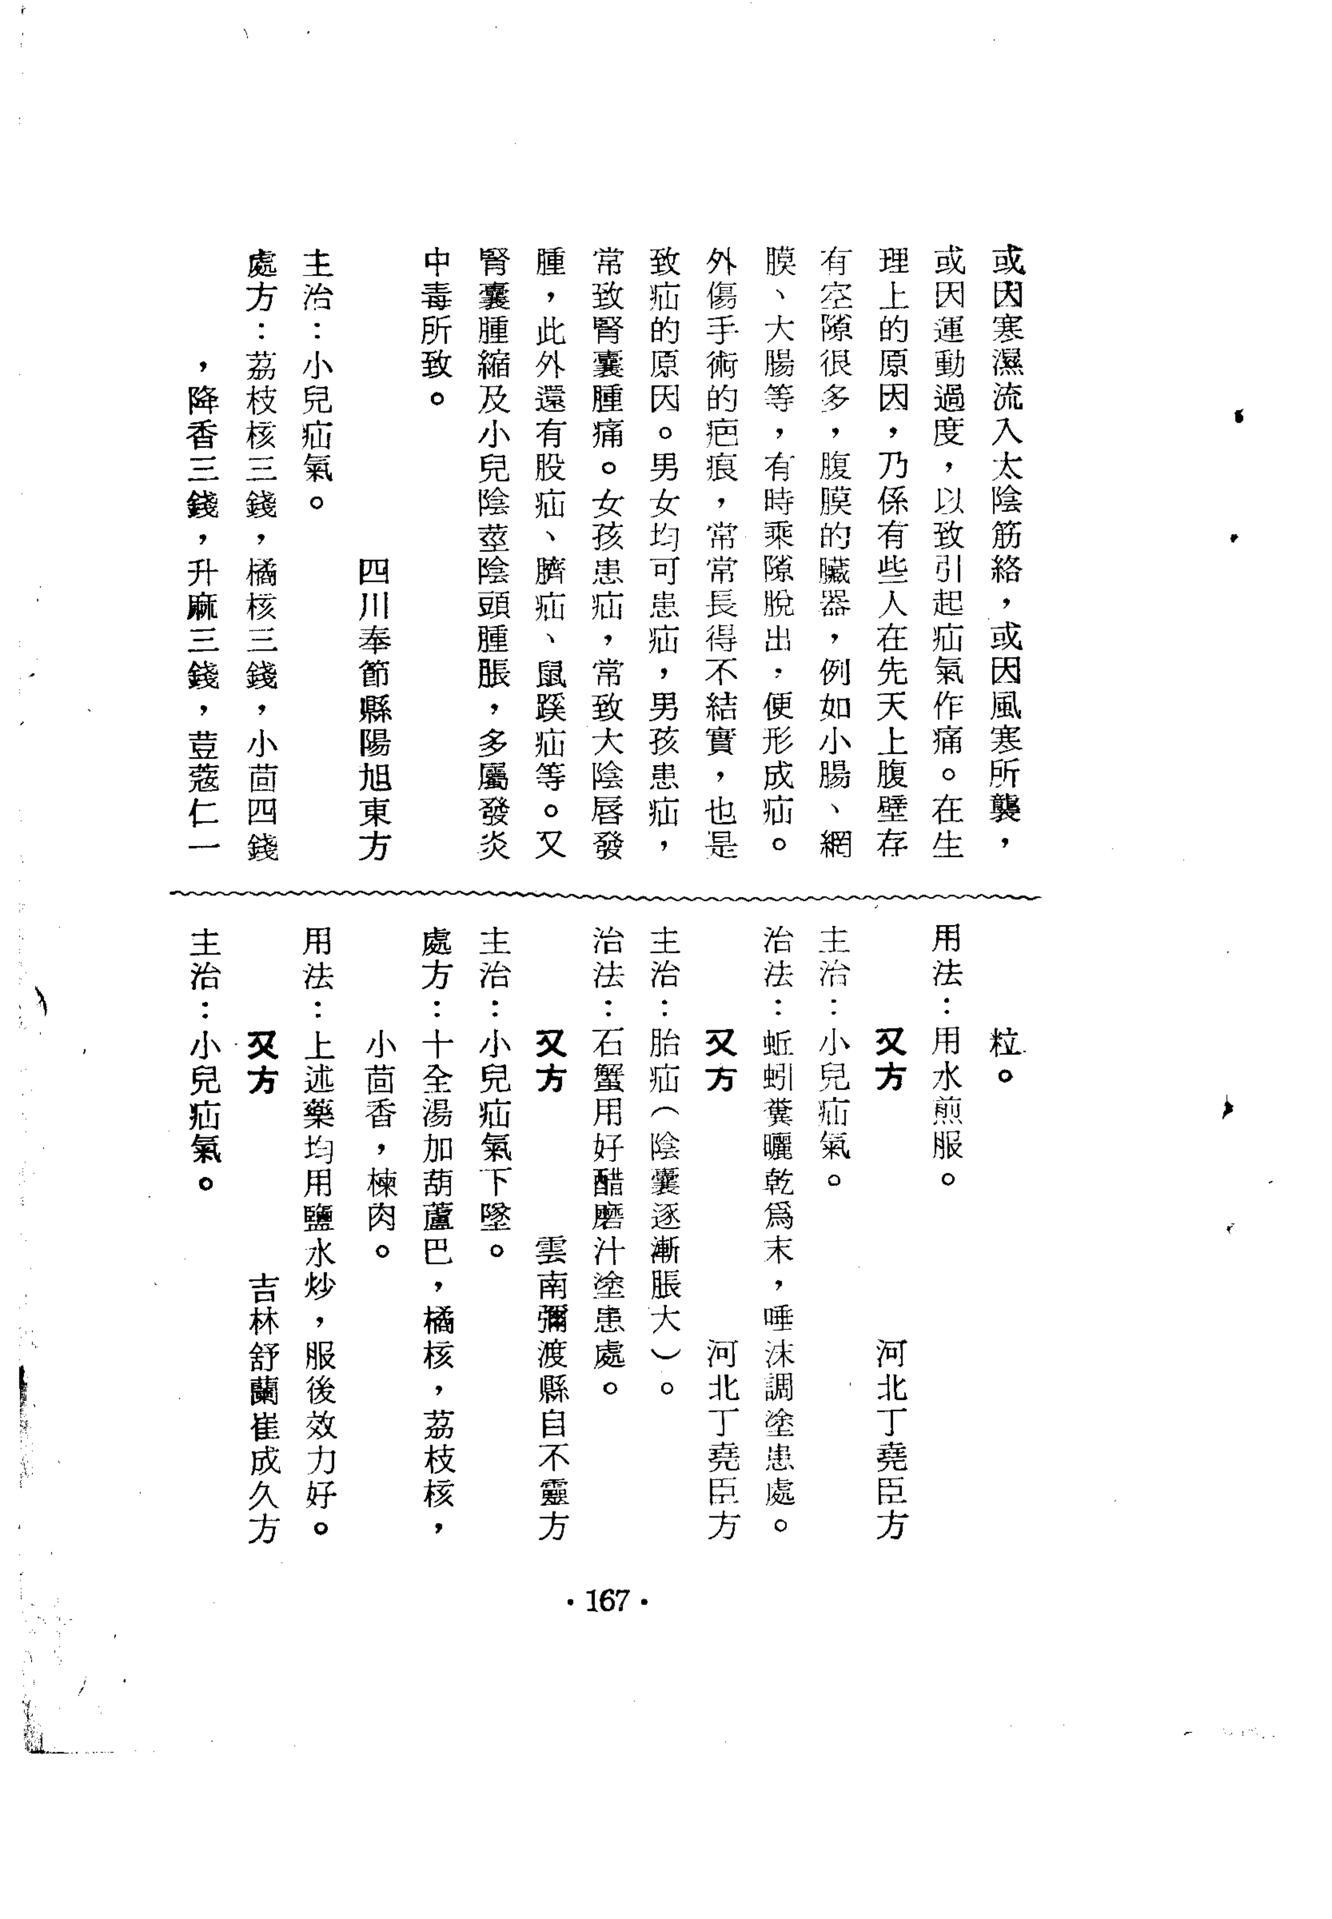 或因寒濕流入太陰筋絡，或因風寒所襲，
或因運動過度，以致引起疝氣作痛。在生
理上的原因，乃係有些人在先天上腹壁存
有空隙很多，腹膜的臟器，例如小腸、網
膜、大腸等，有時乘隙脫出，便形成疝。
外傷手術的疤痕，常常長得不結實，也是
致疝的原因。男女均可患疝，男孩患疝，
常致腎囊腫痛。女孩患疝，常致大陰唇發
腫，此外還有股疝、臍疝、鼠蹊疝等。又
腎囊腫縮及小兒陰莖陰頭腫脹，多屬發炎
中毒所致。
四川奉節縣陽旭東方
主治：小兒疝氣。
處方：荔枝核三錢，橘核三錢，小茴四錢
，降香三錢，升麻三錢，荳蔻仁一
粒。
用法：用水煎服。
又方　河北丁堯臣方
主治：小兒疝氣。
治法：蚯蚓糞曬乾為末，唾沫調塗患處。
又方　河北丁堯臣方
主治：胎疝（陰囊逐漸脹大）。
治法：石蟹用好醋磨汁塗患處。
又方　雲南彌渡縣自不靈方
主治：小兒疝氣下墜。
處方：十全湯加葫蘆巴，橘核，荔枝核，
小茴香，楝肉。
用法：上述藥均用鹽水炒，服後效力好。
又方　吉林舒蘭崔成久方
主治：小兒疝氣。
·167·